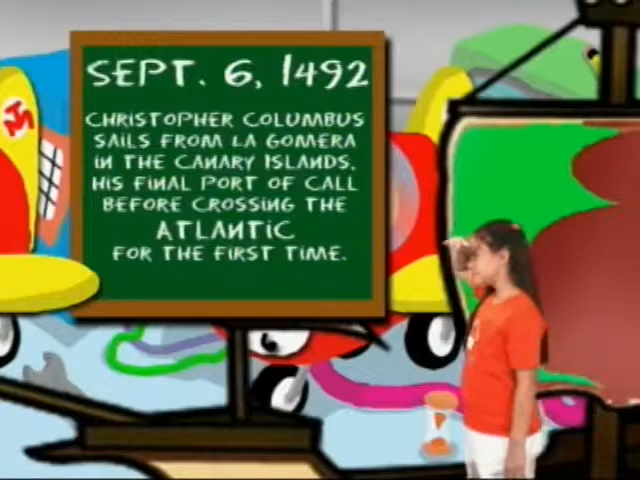 SEPT. 6, 1492
CHRISTOPHER COLUMBUS
SAILS FROM LA GOMERA
IN THE CANARY ISLANDS,
HIS FINAL PORT OF CALL
BEFORE CROSSING THE
ATLANTIC
FOR THE FIRST TIME.